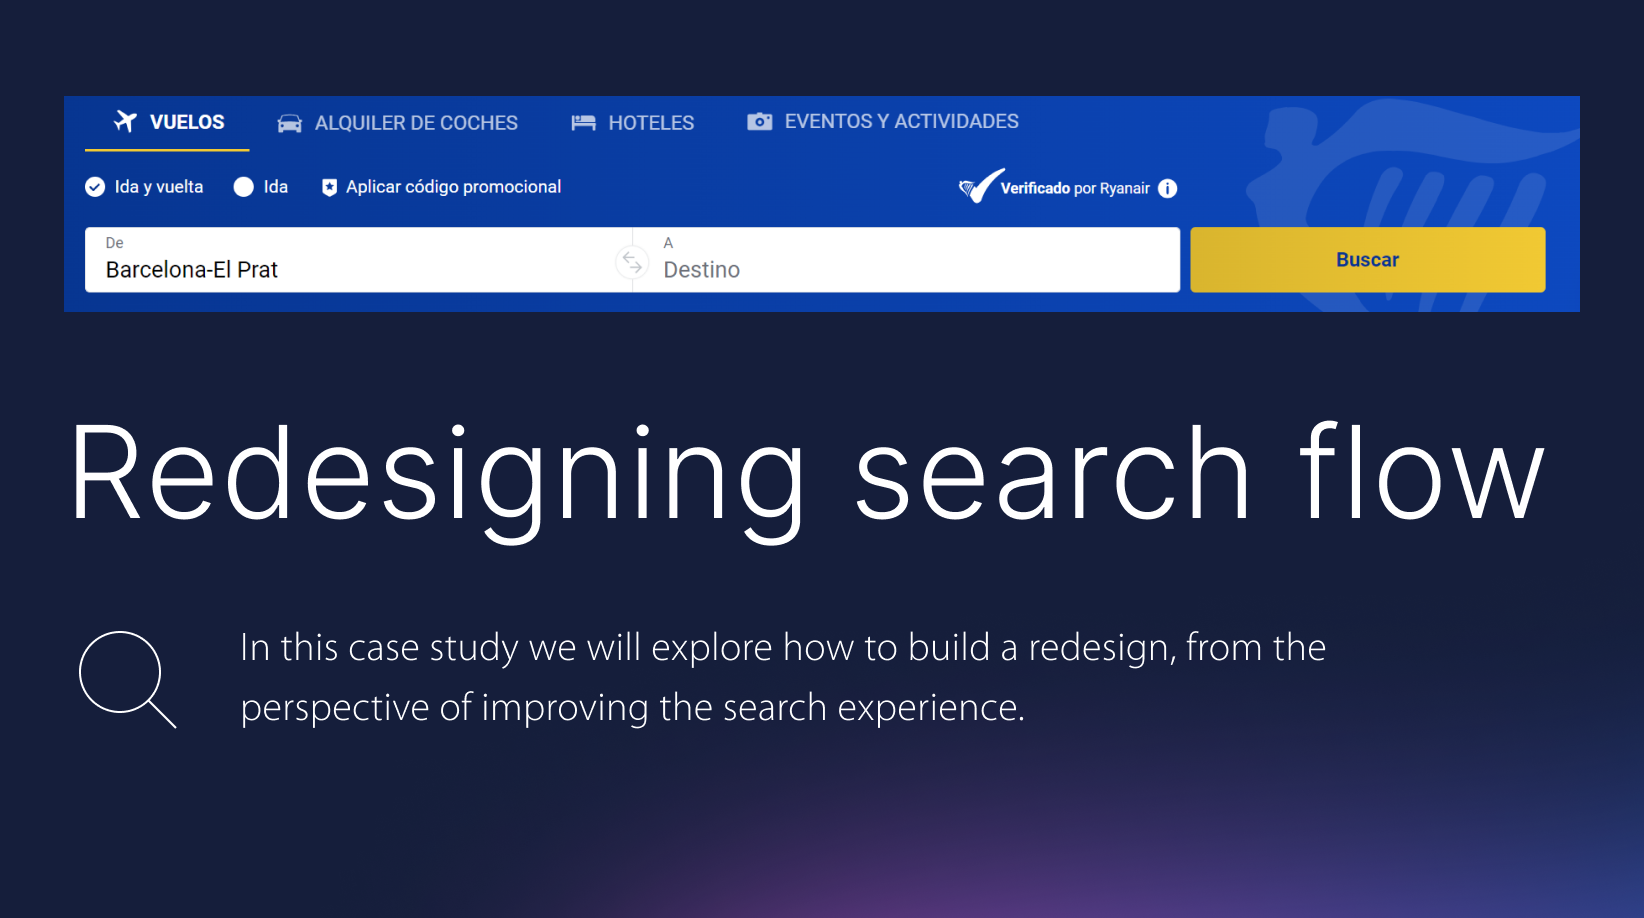 VUELOS ALQUILER DE COCHES HOTELES EVENTOS Y ACTIVIDADES
Ida y vuelta Ida Aplicar código promocional Verificado por Ryanair
De A
Barcelona-El Prat Destino Buscar
Redesigning search flow
In this case study we will explore how to build a redesign, from the
perspective of improving the search experience.